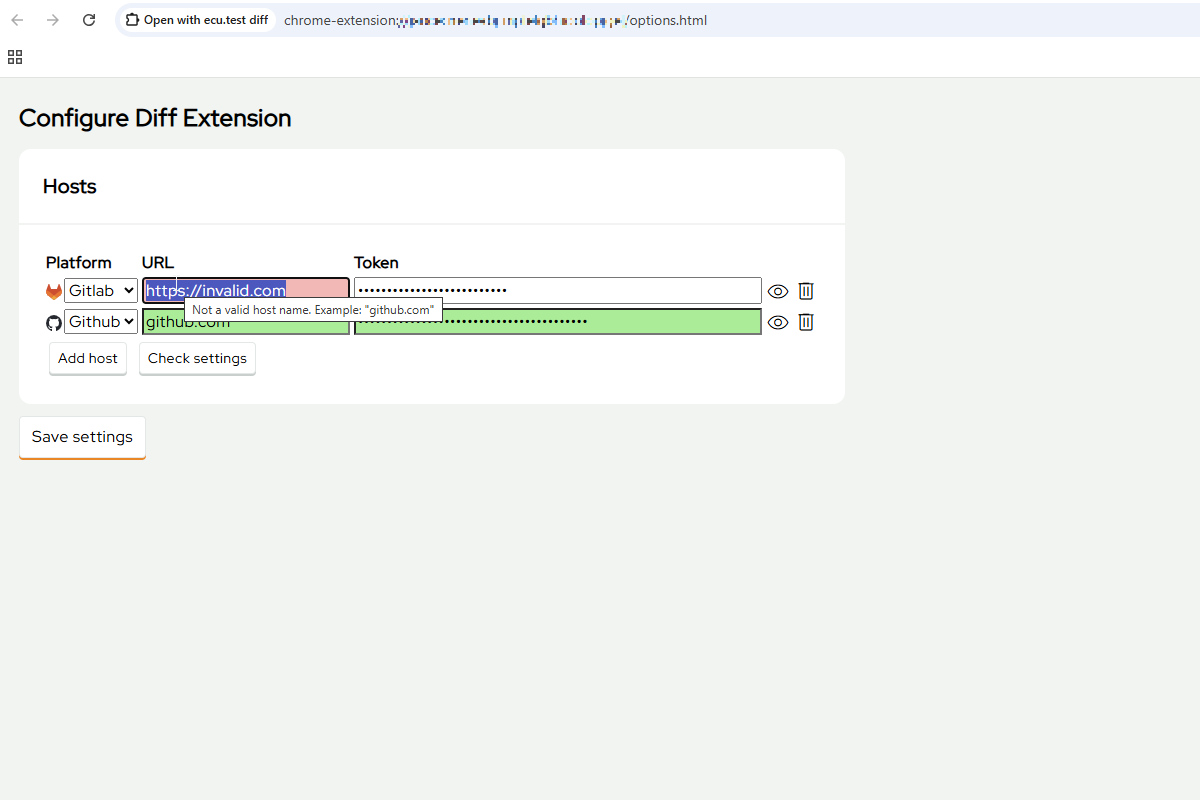 Open with ecu.test diff chrome-extension: /options.html
Configure Diff Extension
Hosts
Platform URL Token
Gitlab https://invalid.com ••••••••••••••••••••••••••
Not a valid host name. Example: "github.com"
Github github.com
Add host Check settings
Save settings